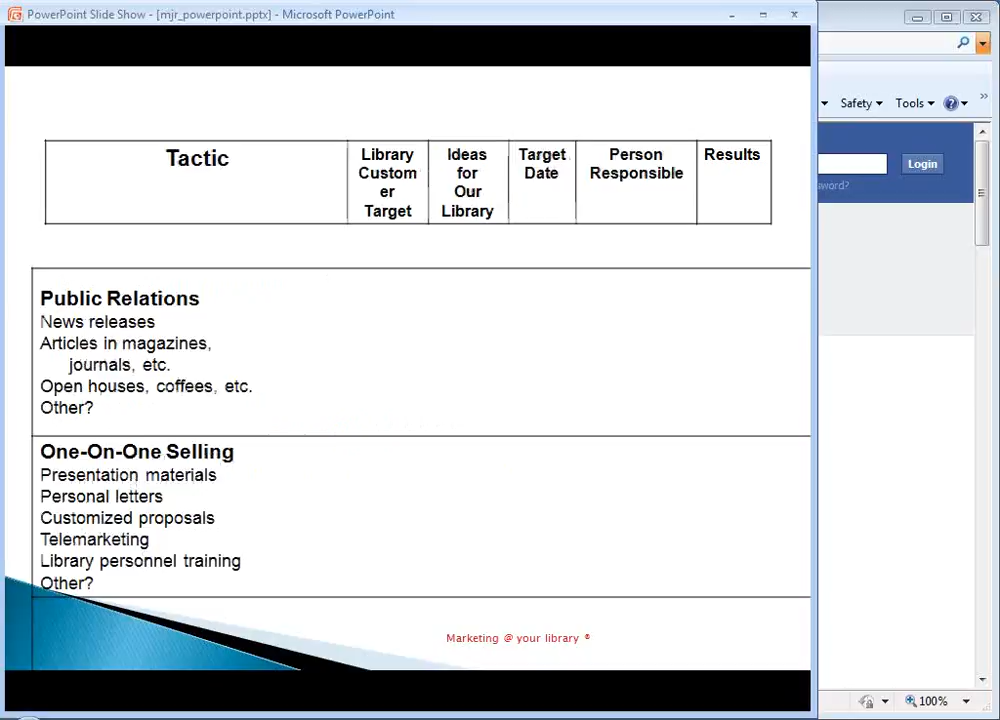 PowerPoint Slide Show - [mjr_powerpoint.pptx] - Microsoft PowerPoint
Safety
Tools
Login
sword?
Tactic
Library
Custom
er
Target
Ideas
for
Our
Library
Target
Date
Person
Responsible
Results
Public Relations
News releases
Articles in magazines,
journals, etc.
Open houses, coffees, etc.
Other?
One-On-One Selling
Presentation materials
Personal letters
Customized proposals
Telemarketing
Library personnel training
Other?
Marketing @ your library ®
100%